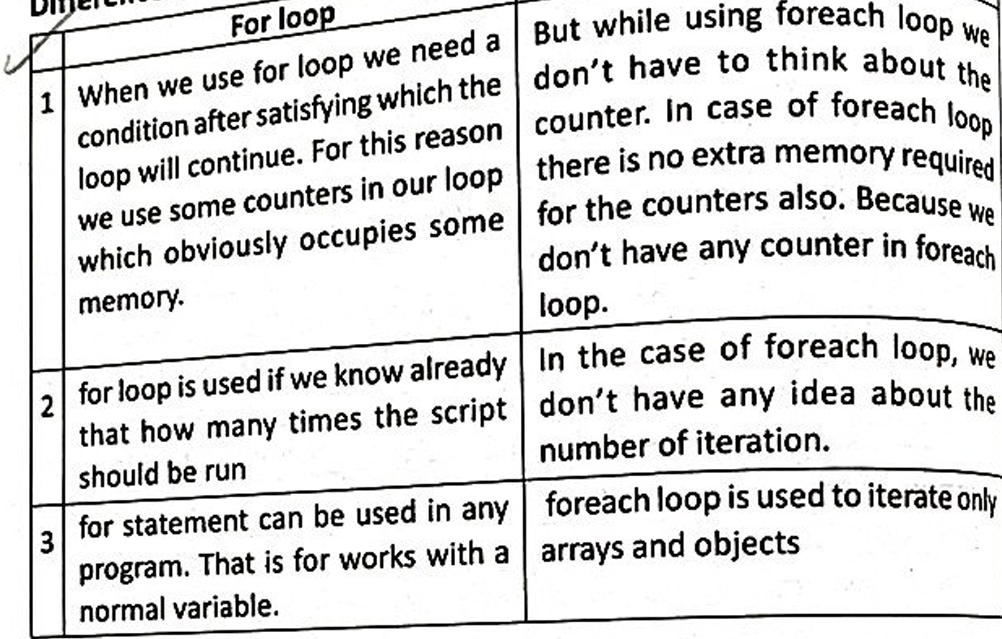 For loop
1
When we use for loop we need a
condition after satisfying which the
loop will continue. For this reason
we use some counters in our loop
which obviously occupies some
memory.
But while using foreach loop we
don't have to think about the
counter. In case of foreach loop
there is no extra memory required
for the counters also. Because we
don't have any counter in foreach
loop.
2
for loop is used if we know already
that how many times the script
should be run
In the case of foreach loop, we
don't have any idea about the
number of iteration.
3
for statement can be used in any
program. That is for works with a
normal variable.
foreach loop is used to iterate only
arrays and objects